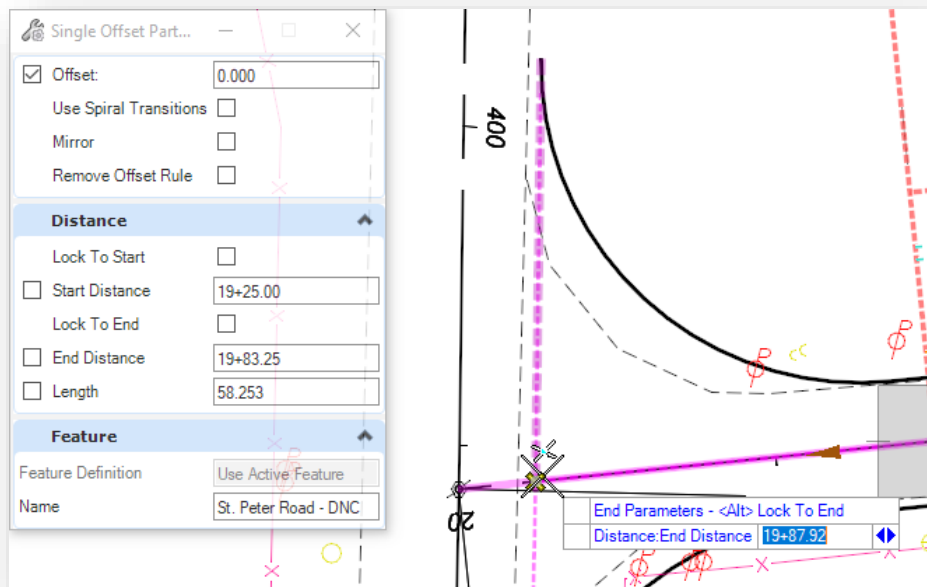 Single Offset Part...
Offset:
0.000
Use Spiral Transitions
Mirror
Remove Offset Rule
Distance
Lock To Start
Start Distance
19+25.00
Lock To End
End Distance
19+83.25
Length
58.253
Feature
Feature Definition
Use Active Feature
Name
St. Peter Road - DNC
400
20
P
P
P
P
End Parameters - <Alt> Lock To End
Distance:End Distance
19+87.92